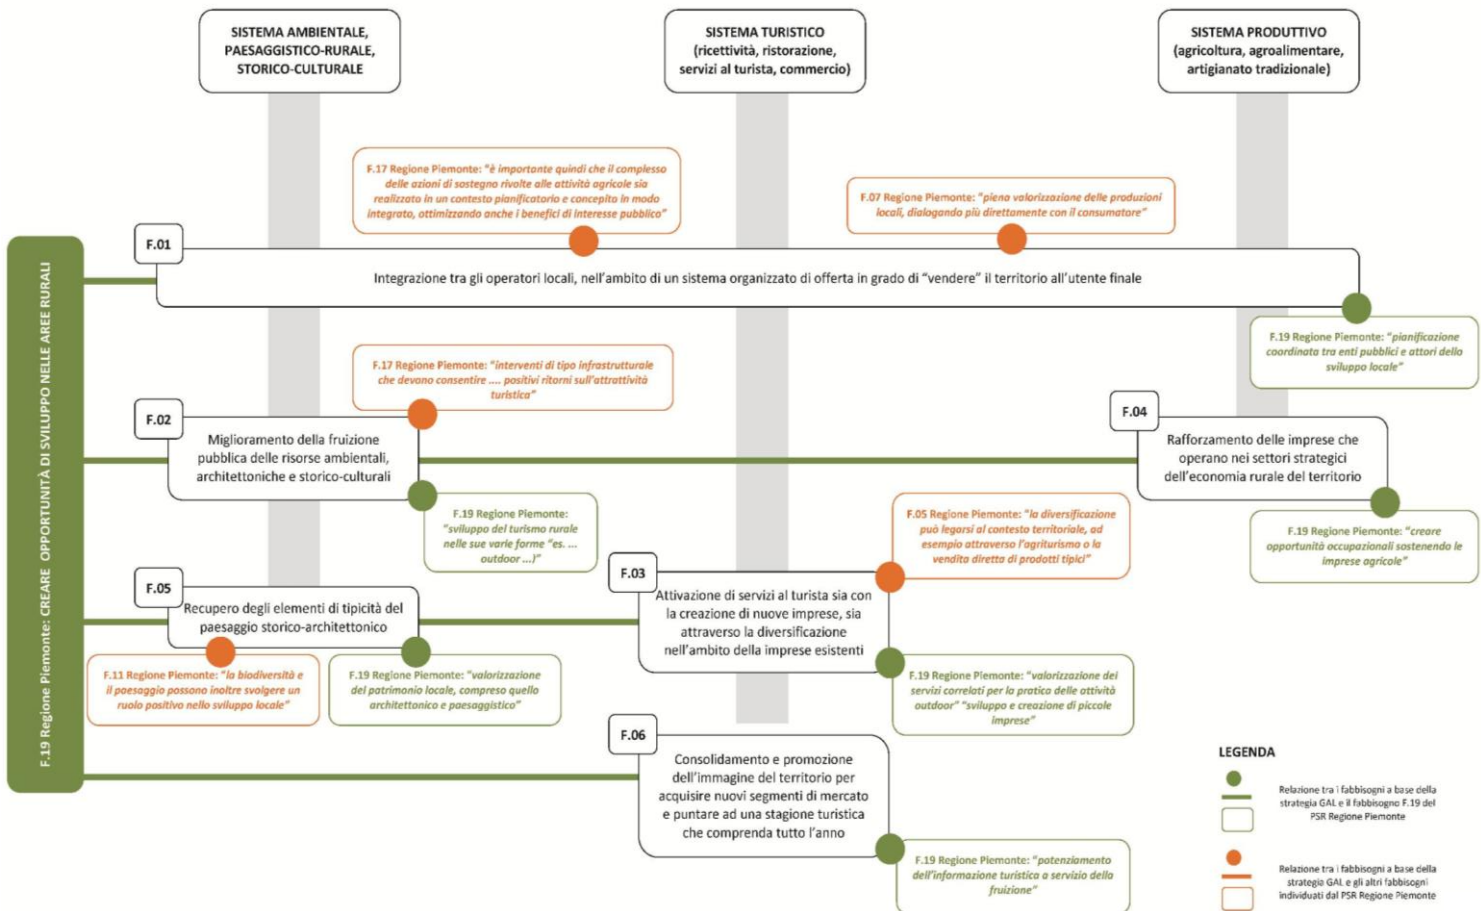 SISTEMA AMBIENTALE,
PAESAGGISTICO-RURALE,
STORICO-CULTURALE
SISTEMA TURISTICO
(ricettività, ristorazione,
servizi al turista, commercio)
SISTEMA PRODUTTIVO
(agricoltura, agroalimentare,
artigianato tradizionale)
F.19 Regione Piemonte: CREARE OPPORTUNITÀ DI SVILUPPO NELLE AREE RURALI
F.17 Regione Piemonte: "è importante quindi che il complesso
delle azioni di sostegno rivolte alle attività agricole sia
realizzato in un contesto pianificatorio e concepito in modo
integrato, ottimizzando anche i benefici di interesse pubblico"
F.07 Regione Piemonte: "piena valorizzazione delle produzioni
locali, dialogando più direttamente con il consumatore"
F.01
Integrazione tra gli operatori locali, nell'ambito di un sistema organizzato di offerta in grado di "vendere" il territorio all'utente finale
F.19 Regione Piemonte: "pianificazione
coordinata tra enti pubblici e attori dello
sviluppo locale"
F.17 Regione Piemonte: "interventi di tipo infrastrutturale
che devono consentire .... positivi ritorni sull'attrattività
turistica"
F.02
Miglioramento della fruizione
pubblica delle risorse ambientali,
architettoniche e storico-culturali
F.19 Regione Piemonte:
"sviluppo del turismo rurale
nelle sue varie forme "es. ...
outdoor ...)"
F.04
Rafforzamento delle imprese che
operano nei settori strategici
dell'economia rurale del territorio
F.19 Regione Piemonte: "creare
opportunità occupazionali sostenendo le
imprese agricole"
F.05 Regione Piemonte: "la diversificazione
può legarsi al contesto territoriale, ad
esempio attraverso l'agriturismo o la
vendita diretta di prodotti tipici"
F.05
Recupero degli elementi di tipicità del
paesaggio storico-architettonico
F.11 Regione Piemonte: "la biodiversità e
il paesaggio possono inoltre svolgere un
ruolo positivo nello sviluppo locale"
F.19 Regione Piemonte: "valorizzazione
del patrimonio locale, compreso quello
architettonico e paesaggistico"
F.03
Attivazione di servizi al turista sia con
la creazione di nuove imprese, sia
attraverso la diversificazione
nell'ambito della imprese esistenti
F.19 Regione Piemonte: "valorizzazione dei
servizi correlati per la pratica delle attività
outdoor" "sviluppo e creazione di piccole
imprese"
F.06
Consolidamento e promozione
dell'immagine del territorio per
acquisire nuovi segmenti di mercato
e puntare ad una stagione turistica
che comprenda tutto l'anno
F.19 Regione Piemonte: "potenziamento
dell'informazione turistica a servizio della
fruizione"
LEGENDA
Relazione tra i fabbisogni a base della
strategia GAL e il fabbisogno F.19 del
PSR Regione Piemonte
Relazione tra i fabbisogni a base della
strategia GAL e gli altri fabbisogni
individuati dal PSR Regione Piemonte